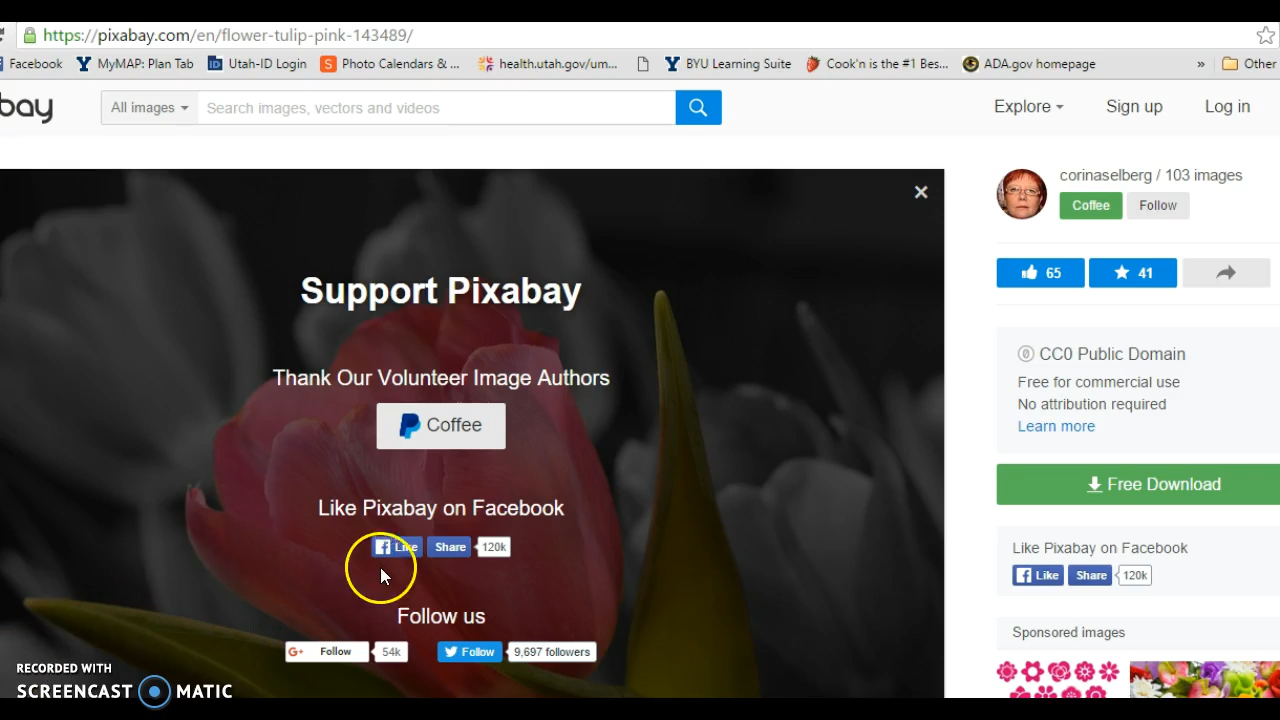 https://pixabay.com/en/flower-tulip-pink-143489/
Facebook MyMAP: Plan Tab Utah-ID Login Photo Calendars & ... health.utah.gov/um... BYU Learning Suite Cook'n is the #1 Bes... ADA.gov homepage » Other
bay All images Search images, vectors and videos Explore Sign up Log in
corinaselberg / 103 images
Coffee Follow
65 41
Support Pixabay
Thank Our Volunteer Image Authors
Coffee
Like Pixabay on Facebook
Like Share 120k
Follow us
G+ Follow 54k Follow 9,697 followers
CC0 Public Domain
Free for commercial use
No attribution required
Learn more
Free Download
Like Pixabay on Facebook
Like Share 120k
Sponsored images
RECORDED WITH
SCREENCAST MATIC